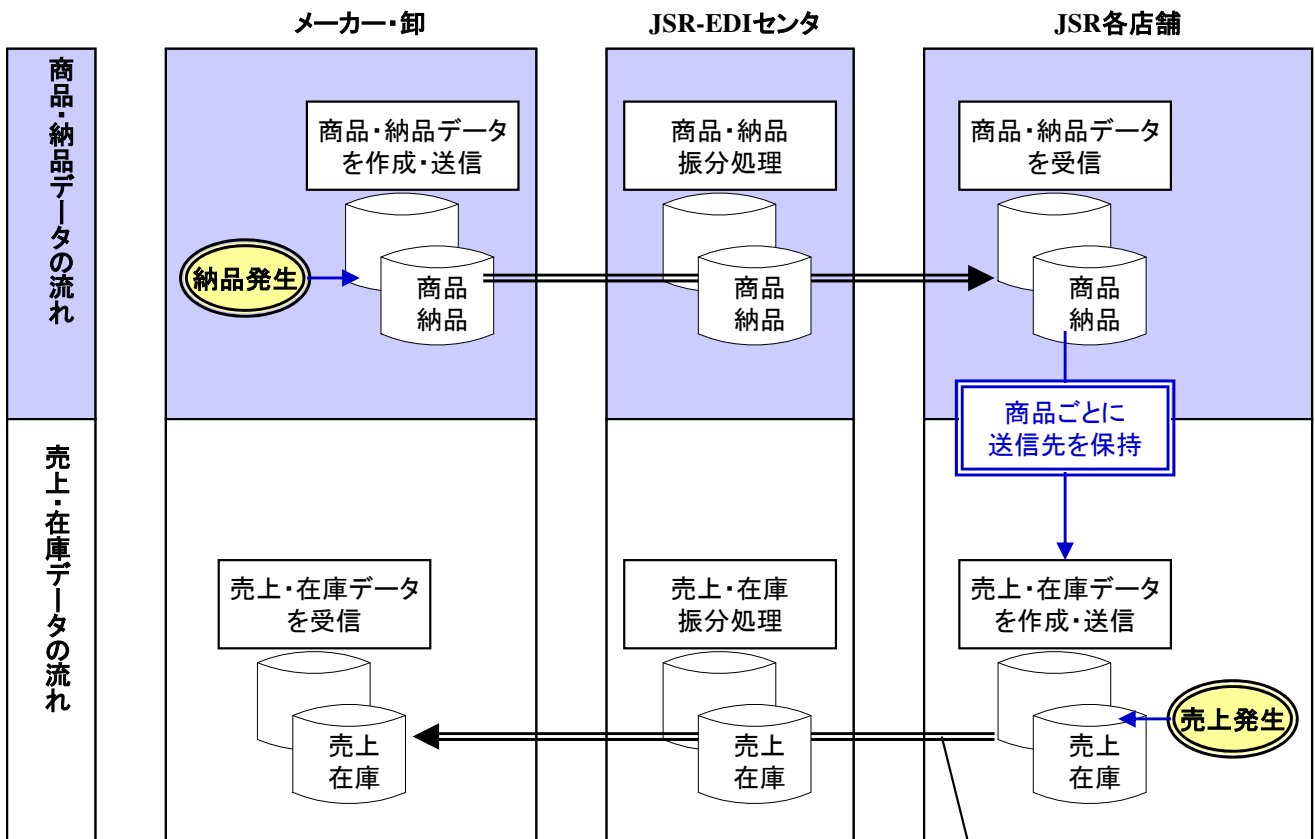 メーカー・卸
JSR-EDIセンタ
JSR各店舗
商品・納品データの流れ
商品・納品データ
を作成・送信
商品・納品
振分処理
商品・納品データ
を受信
納品発生
商品
納品
商品
納品
商品
納品
商品ごとに
送信先を保持
売上・在庫データの流れ
売上・在庫データ
を受信
売上・在庫
振分処理
売上・在庫データ
を作成・送信
売上
在庫
売上
在庫
売上
在庫
売上発生